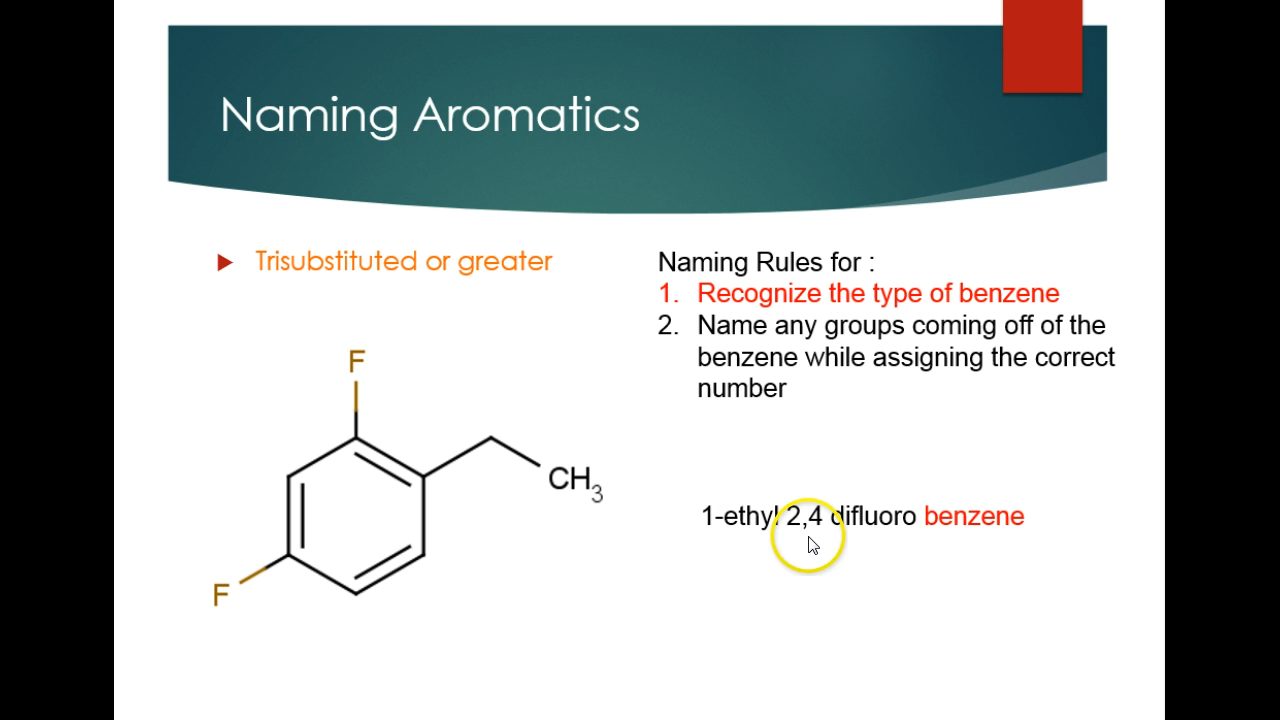 Naming Aromatics
Trisubstituted or greater
Naming Rules for :
1. Recognize the type of benzene
2. Name any groups coming off of the
benzene while assigning the correct
number
F
CH3
F
1-ethyl 2,4 difluoro benzene